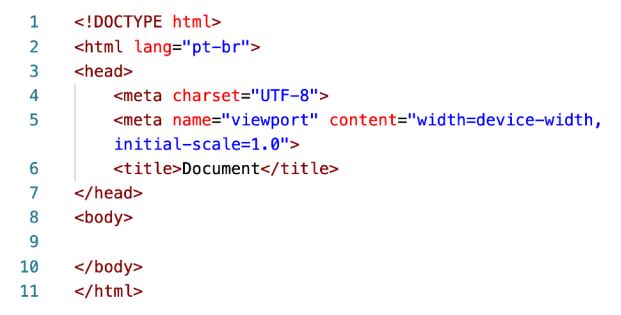 1 <!DOCTYPE html>
2 <html lang="pt-br">
3 <head>
4 <meta charset="UTF-8">
5 <meta name="viewport" content="width=device-width,
initial-scale=1.0">
6 <title>Document</title>
7 </head>
8 <body>
9
10 </body>
11 </html>